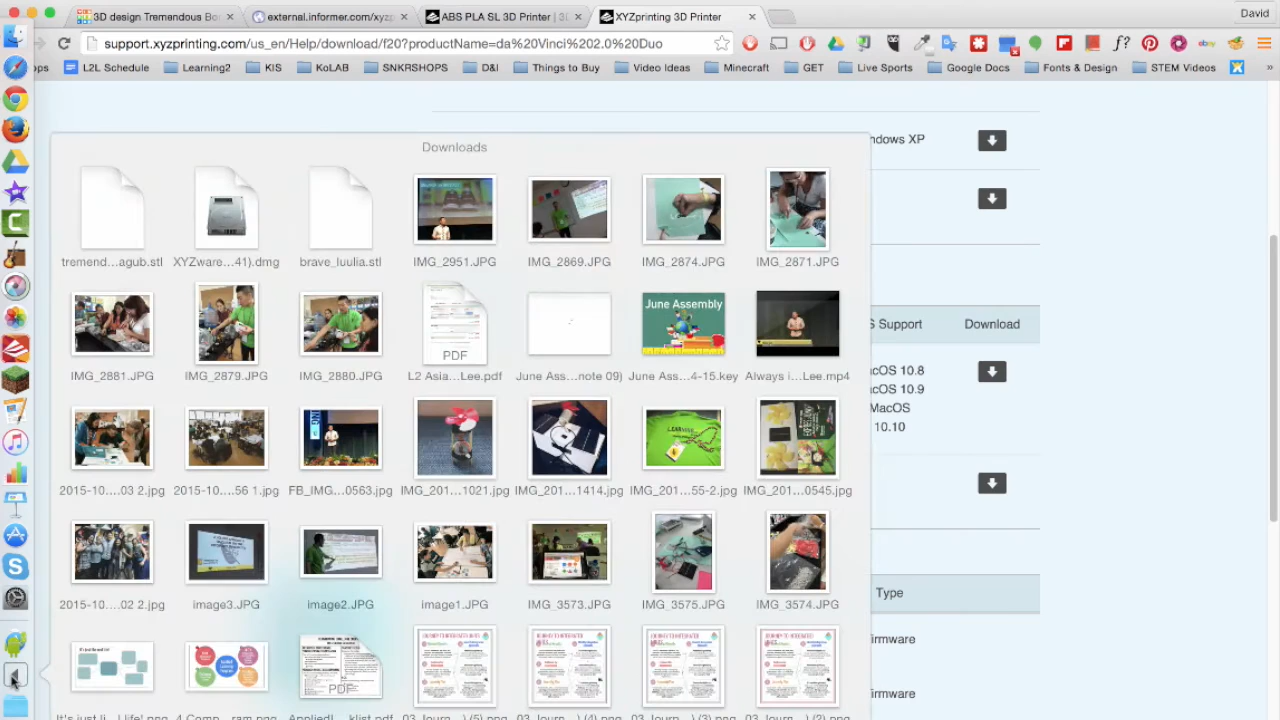 3D design Tremendous Bo
external.informer.com/xyz
ABS PLA SL 3D Printer | 3D
XYZprinting 3D Printer
David
support.xyzprinting.com/us_en/Help/download/f20?productName=da%20Vinci%202.0%20Duo
ps
L2L Schedule
Learning2
KIS
KoLAB
SNKRSHOPS
D&I
This to Buy
Video Ideas
Minecraft
GET
Live Sports
Google Docs
Fonts & Design
STEM Videos
»
ndows XP
Downloads
tremend...agub.stl
XYZware...41).dmg
brave_luulia.stl
IMG_2951.JPG
IMG_2869.JPG
IMG_2874.JPG
IMG_2871.JPG
June Assembly
PDF
S Support
Download
IMG_2881.JPG
IMG_2879.JPG
IMG_2880.JPG
L2 Asia...Lee.pdf
June Ass...note 09)
June Ass...4-15.key
Always i...Lee.mp4
acOS 10.8
acOS 10.9
MacOS
10.10
2015-10....03 2.jpg
2015-10...56 1.jpg
FB_IMG...0563.jpg
IMG_201...1021.jpg
IMG_201...1414.jpg
IMG_201...55-2.jpg
IMG_201...0545.jpg
2015-10....02 2.jpg
image3.JPG
image2.JPG
image1.JPG
IMG_3573.JPG
IMG_3575.JPG
IMG_3574.JPG
Type
irmware
PDF
irmware